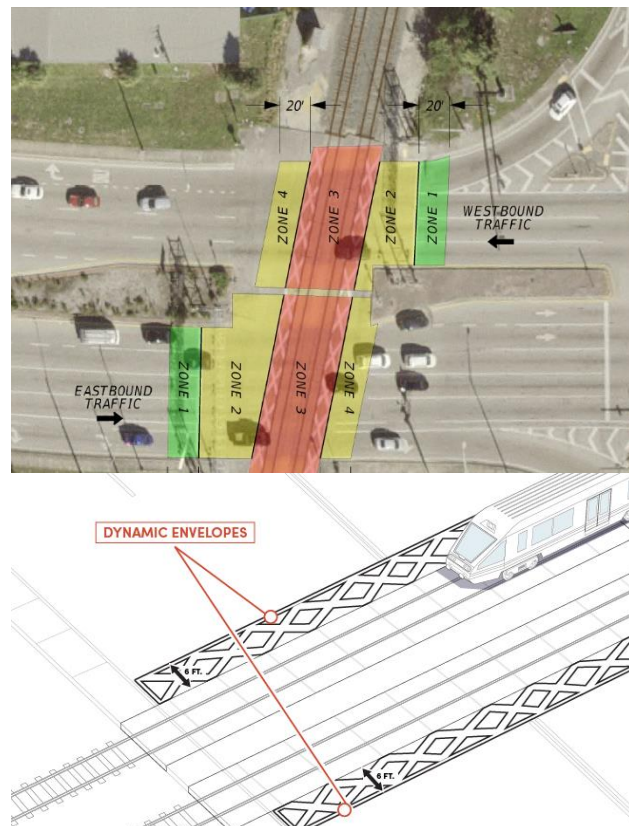 20'
20'
ZONE 4
ZONE 3
ZONE 2
ZONE 1
WESTBOUND
TRAFFIC
EASTBOUND
TRAFFIC
ZONE 1
ZONE 2
ZONE 3
ZONE 4
DYNAMIC ENVELOPES
6 FT.
6 FT.